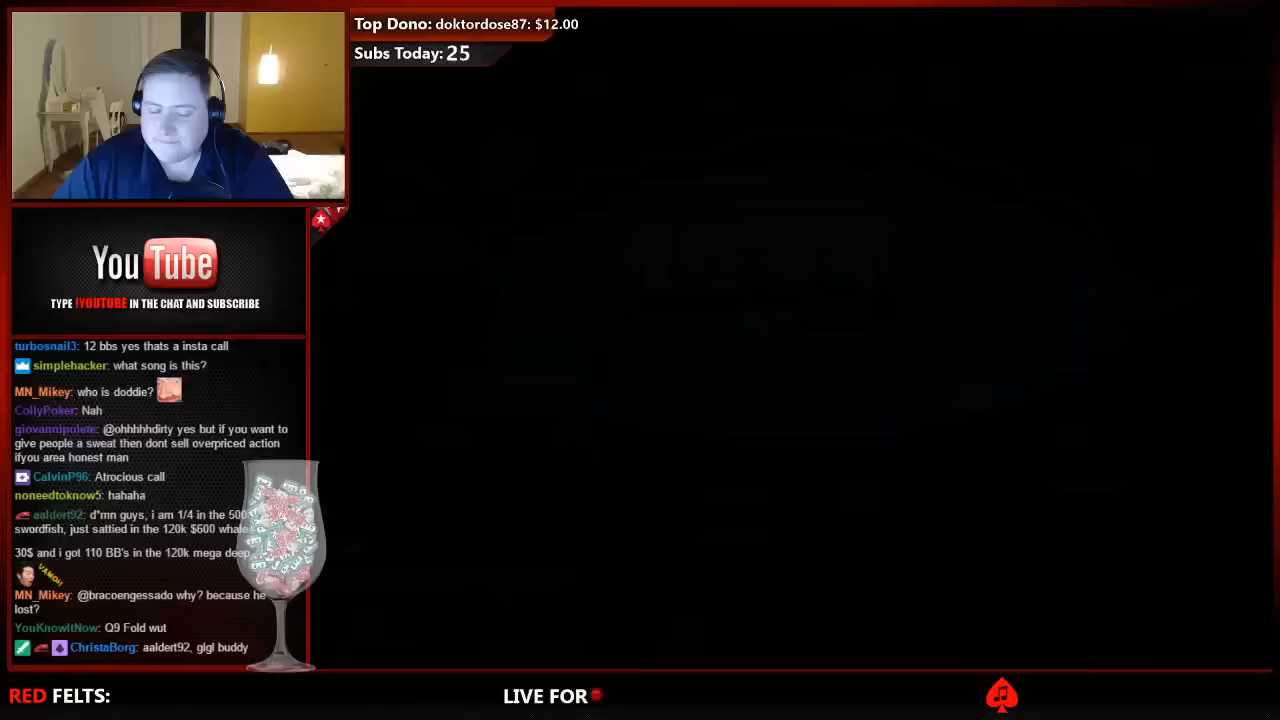 Top Dono: doktordose87: $12.00
Subs Today: 25
YouTube
TYPE !YOUTUBE IN THE CHAT AND SUBSCRIBE
turbosnail3: 12 bbs yes thats a insta call
simplehacker: what song is this?
MN_Mikey: who is doddie?
CollyPoker: Nah
giovannipolete: @ohhhhhdirty yes but if you want to
give people a sweat then dont sell overpriced action
ifyou area honest man
CalvinP96: Atrocious call
noneedtoknow5: hahaha
aaldert92: d*mn guys, i am 1/4 in the 500
swordfish, just sattied in the 120k $600 whale
30$ and i got 110 BB's in the 120k mega deep
VAMOH
MN_Mikey: @bracoengessado why? because he
lost?
YouKnowItNow: Q9 Fold wut
ChristaBorg: aaldert92, glgl buddy
RED FELTS:
LIVE FOR